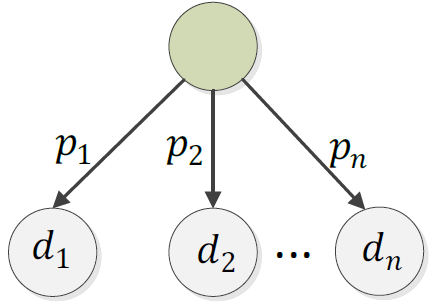 p₁ p₂ pₙ
d₁ d₂ ... dₙ